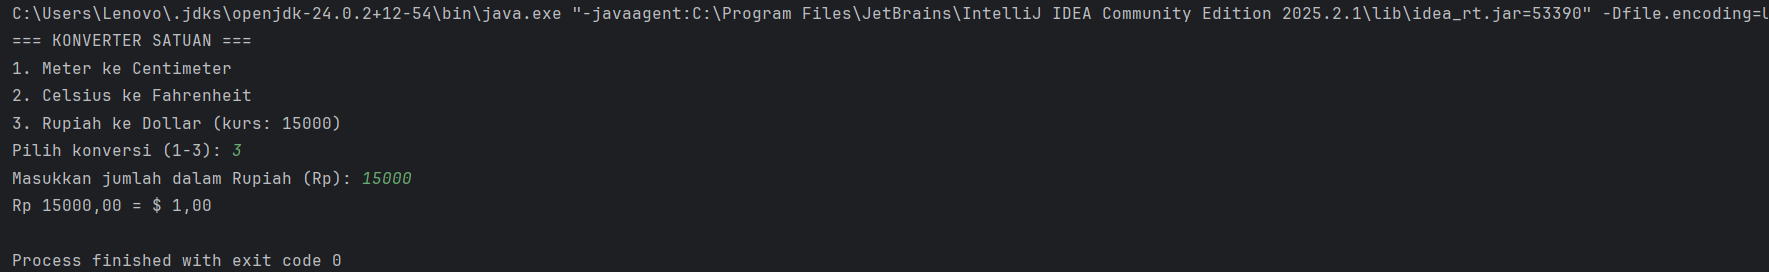 C:\Users\Lenovo\.jdks\openjdk-24.0.2+12-54\bin\java.exe "-javaagent:C:\Program Files\JetBrains\IntelliJ IDEA Community Edition 2025.2.1\lib\idea_rt.jar=53390" -Dfile.encoding=U
=== KONVERTER SATUAN ===
1. Meter ke Centimeter
2. Celsius ke Fahrenheit
3. Rupiah ke Dollar (kurs: 15000)
Pilih konversi (1-3): 3
Masukkan jumlah dalam Rupiah (Rp): 15000
Rp 15000,00 = $ 1,00
Process finished with exit code 0